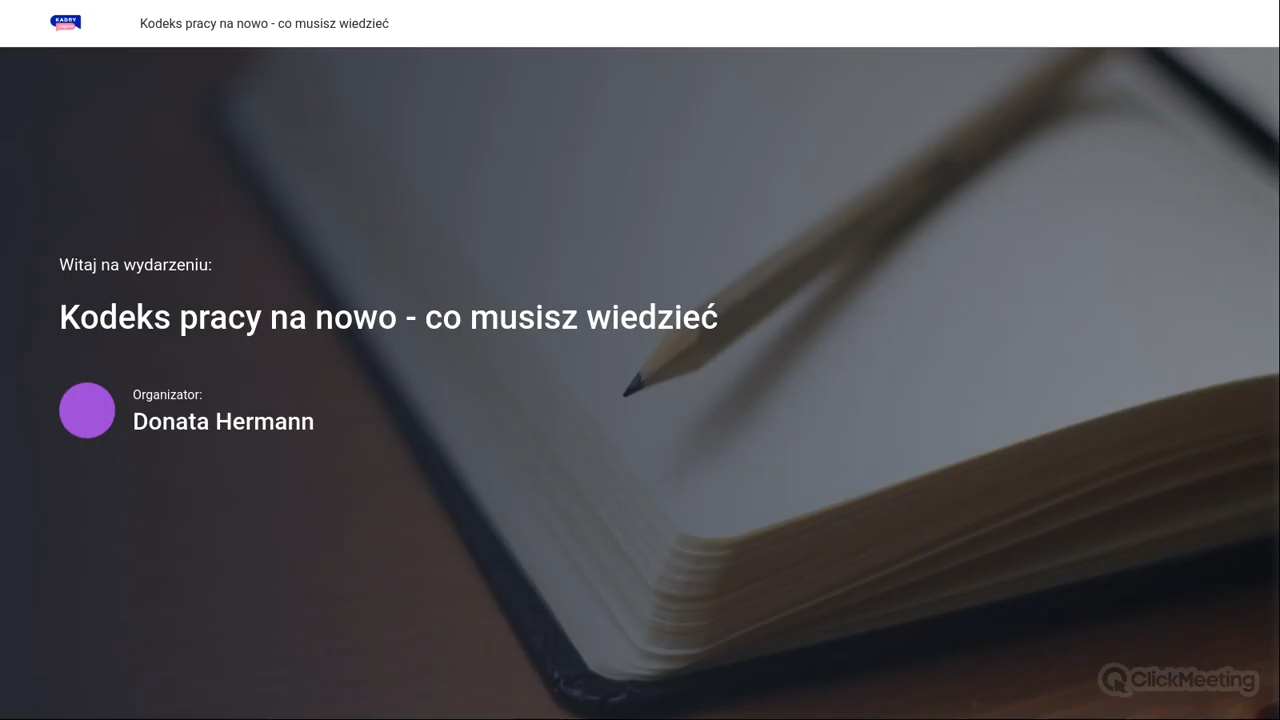 KADRY
Kodeks pracy na nowo - co musisz wiedzieć
Witaj na wydarzeniu:
Kodeks pracy na nowo - co musisz wiedzieć
Organizator:
Donata Hermann
ClickMeeting